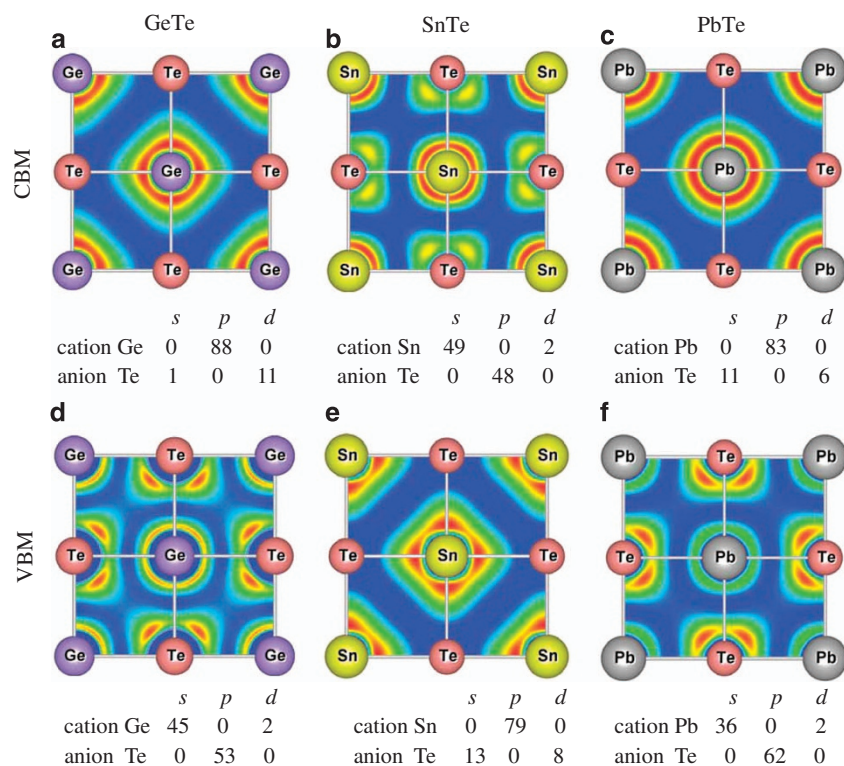 GeTe SnTe PbTe
a b c
Ge Te Ge Sn Te Sn Pb Te Pb
CBM
Te Ge Te Te Sn Te Te Pb Te
Ge Te Ge Sn Te Sn Pb Te Pb
s p d s p d s p d
cation Ge 0 88 0 cation Sn 49 0 2 cation Pb 0 83 0
anion Te 1 0 11 anion Te 0 48 0 anion Te 11 0 6
d e f
Ge Te Ge Sn Te Sn Pb Te Pb
VBM
Te Ge Te Te Sn Te Te Pb Te
Ge Te Ge Sn Te Sn Pb Te Pb
s p d s p d s p d
cation Ge 45 0 2 cation Sn 0 79 0 cation Pb 36 0 2
anion Te 0 53 0 anion Te 13 0 8 anion Te 0 62 0